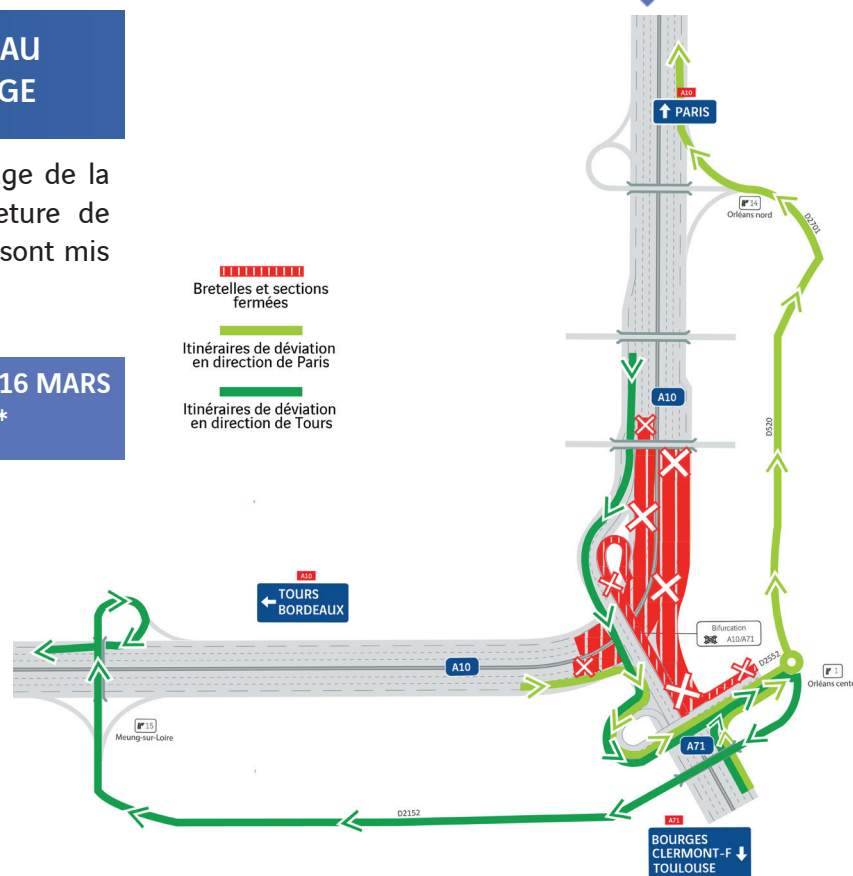 AU
GE
ge de la
eture de
sont mis
16 MARS
*
Bretelles et sections
fermées
Itinéraires de déviation
en direction de Paris
Itinéraires de déviation
en direction de Tours
A10
PARIS
14
Orléans nord
D2701
A10
D520
A10
TOURS
BORDEAUX
Bifurcation
A10/A71
A10
D2552
1
Orléans centr
15
Meung-sur-Loire
A71
D2152
A71
BOURGES
CLERMONT-F
TOULOUSE